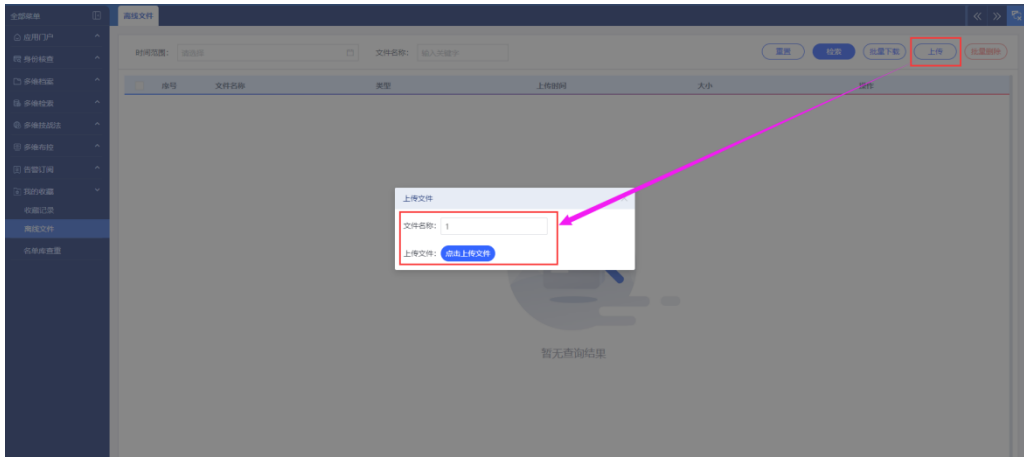 全部菜单
离线文件
应用门户
身份核查
多维档案
多维检索
多维技战法
多维布控
告警订阅
我的收藏
收藏记录
离线文件
名单库查重
时间范围: 请选择 文件名称: 输入关键字 重置 检索 批量下载 上传 批量删除
序号 文件名称 类型 上传时间 大小 操作
上传文件
文件名称: 1
上传文件: 点击上传文件
暂无查询结果